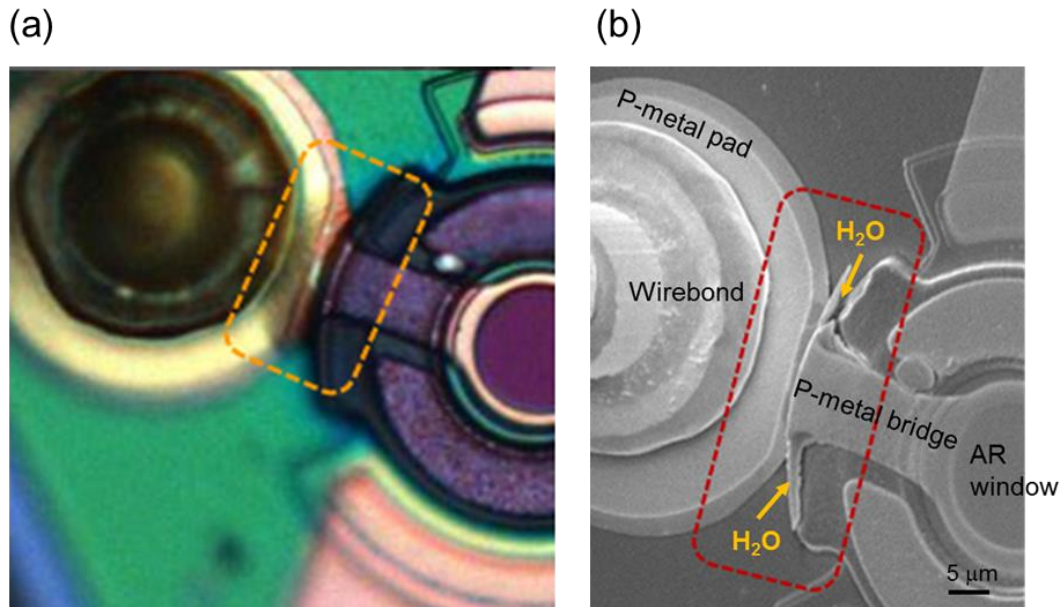 (a)
(b)
P-metal pad
H₂O
Wirebond
P-metal bridge
AR
window
H₂O
5 μm